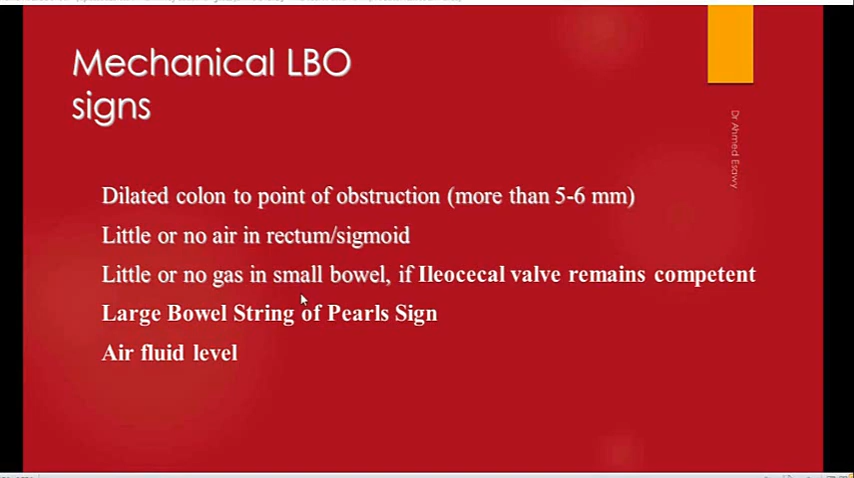 Mechanical LBO
signs
Dr Ahmed Esawy
Dilated colon to point of obstruction (more than 5-6 mm)
Little or no air in rectum/sigmoid
Little or no gas in small bowel, if Ileocecal valve remains competent
Large Bowel String of Pearls Sign
Air fluid level